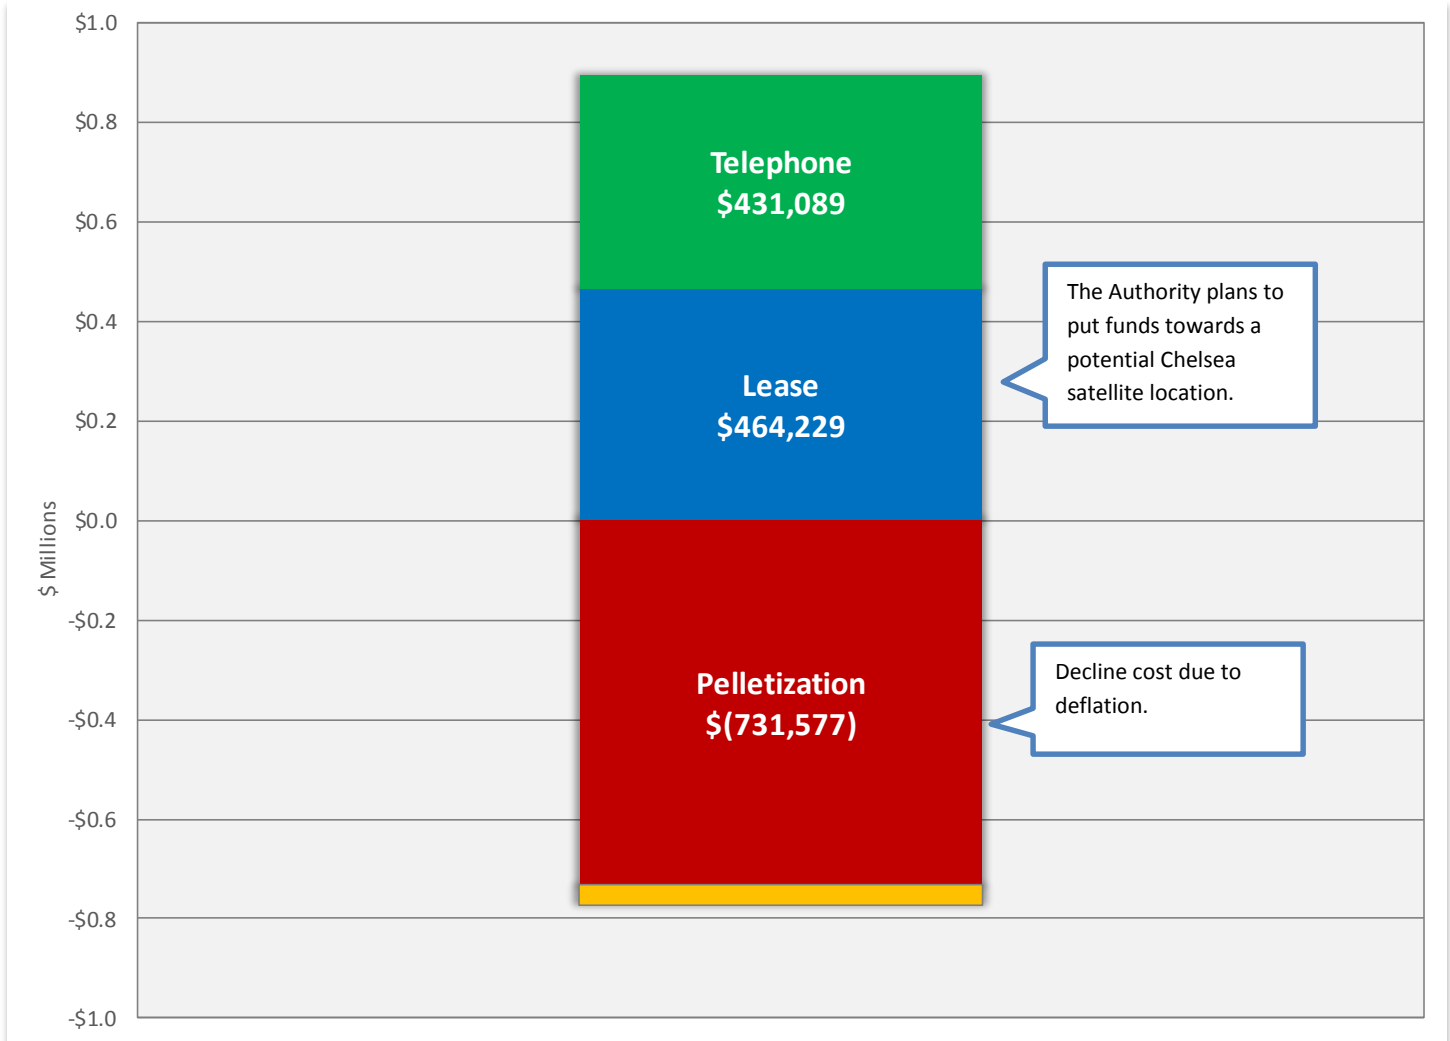 $1.0
$0.8
$0.6
$0.4
$0.2
$0.0
-$0.2
-$0.4
-$0.6
-$0.8
-$1.0
$ Millions
Telephone
$431,089
Lease
$464,229
Pelletization
$(731,577)
The Authority plans to
put funds towards a
potential Chelsea
satellite location.
Decline cost due to
deflation.